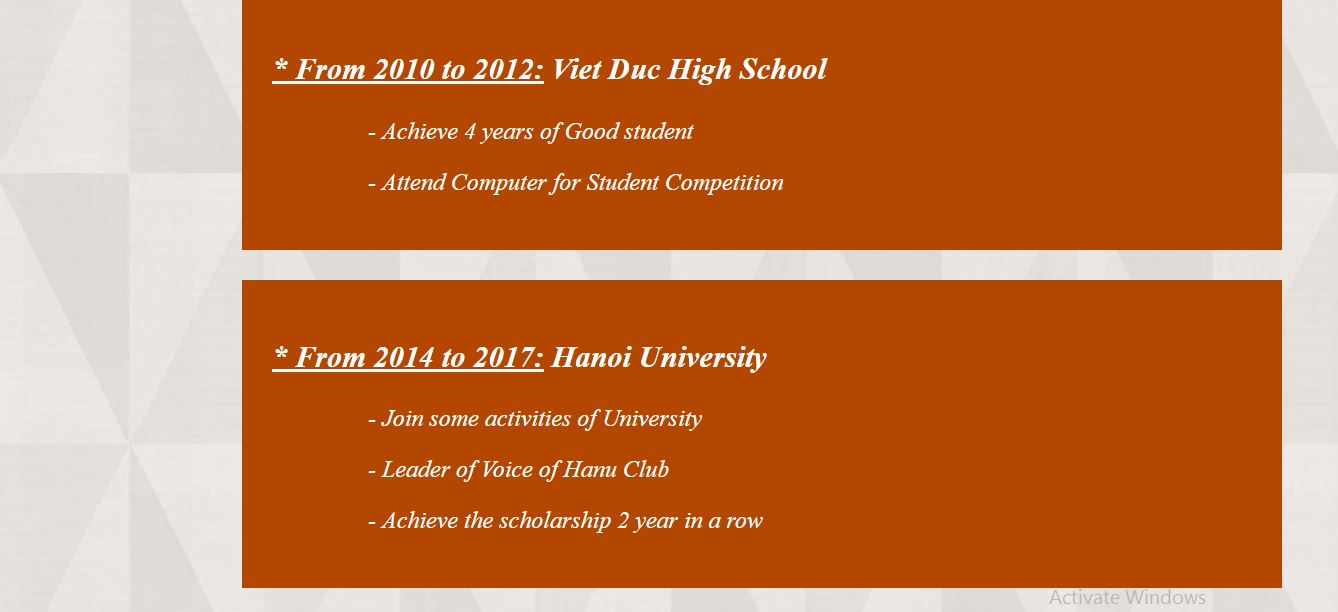 * From 2010 to 2012: Viet Duc High School
- Achieve 4 years of Good student
- Attend Computer for Student Competition
* From 2014 to 2017: Hanoi University
- Join some activities of University
- Leader of Voice of Hanu Club
- Achieve the scholarship 2 year in a row
Activate Windows